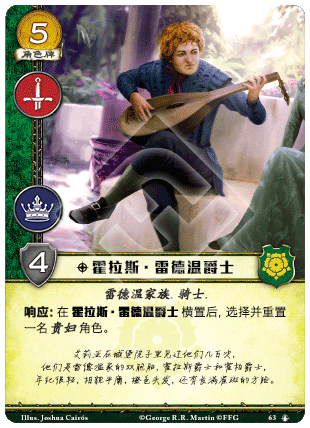 5
角色牌
4
霍拉斯·雷德温爵士
雷德温家族. 骑士.
响应: 在 霍拉斯·雷德温爵士 横置后, 选择并重置
一名 贵妇 角色.
艾莉亚在城堡院子里见过他们几百次,
他们是雷德温家的双胞胎, 霍拉斯爵士和霍柏爵士,
年纪很轻, 相貌平庸, 橙色头发, 还有长满雀斑的方脸.
Illus. Joshua Cairós ©George R.R. Martin ©FFG 63